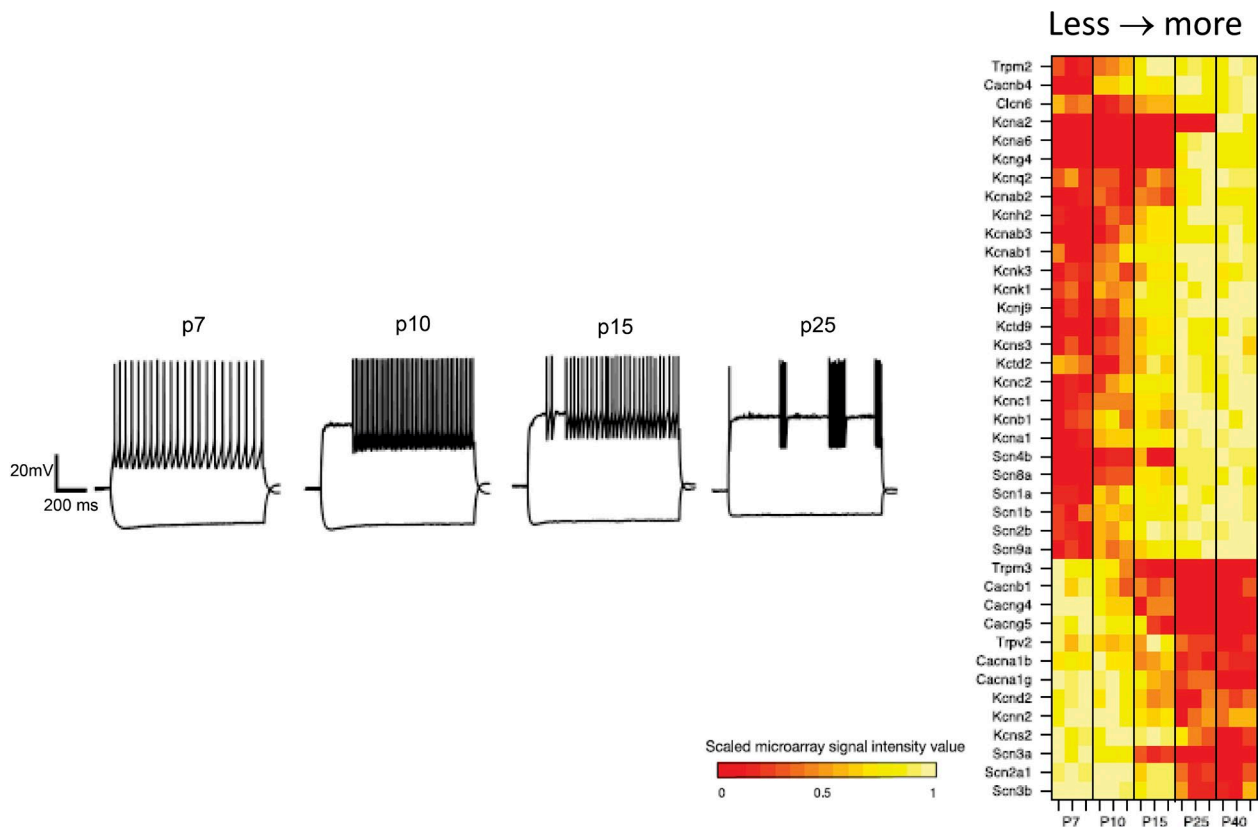 Less → more
Trpm2
Cacnb4
Clcn6
Kcna2
Kcna6
Kcng4
Kcnq2
Kcnab2
Kcnh2
Kcnab3
Kcnab1
Kcnk3
Kcnk1
Kcnj9
Kctd9
Kcns3
Kctd2
Kcnc2
Kcnc1
Kcnb1
Kcna1
Scn4b
Scn8a
Scn1a
Scn1b
Scn2b
Scn9a
Trpm3
Cacnb1
Cacng4
Cacng5
Trpv2
Cacna1b
Cacna1g
Kcnd2
Kcnn2
Kcns2
Scn3a
Scn2a1
Scn3b
P7 P10 P15 P25 P40
p7 p10 p15 p25
20mV
200 ms
Scaled microarray signal intensity value
0 0.5 1